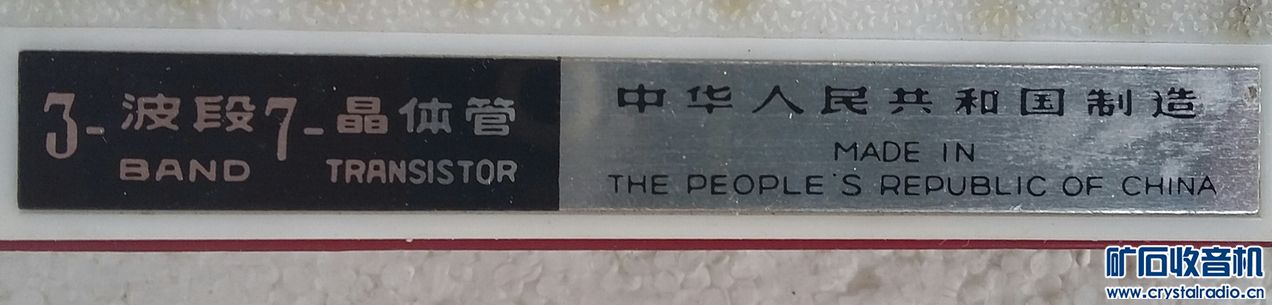 3-波段 7-晶体管
BAND TRANSISTOR
中华人民共和国制造
MADE IN
THE PEOPLE'S REPUBLIC OF CHINA
矿石收音机
www.crystalradio.cn